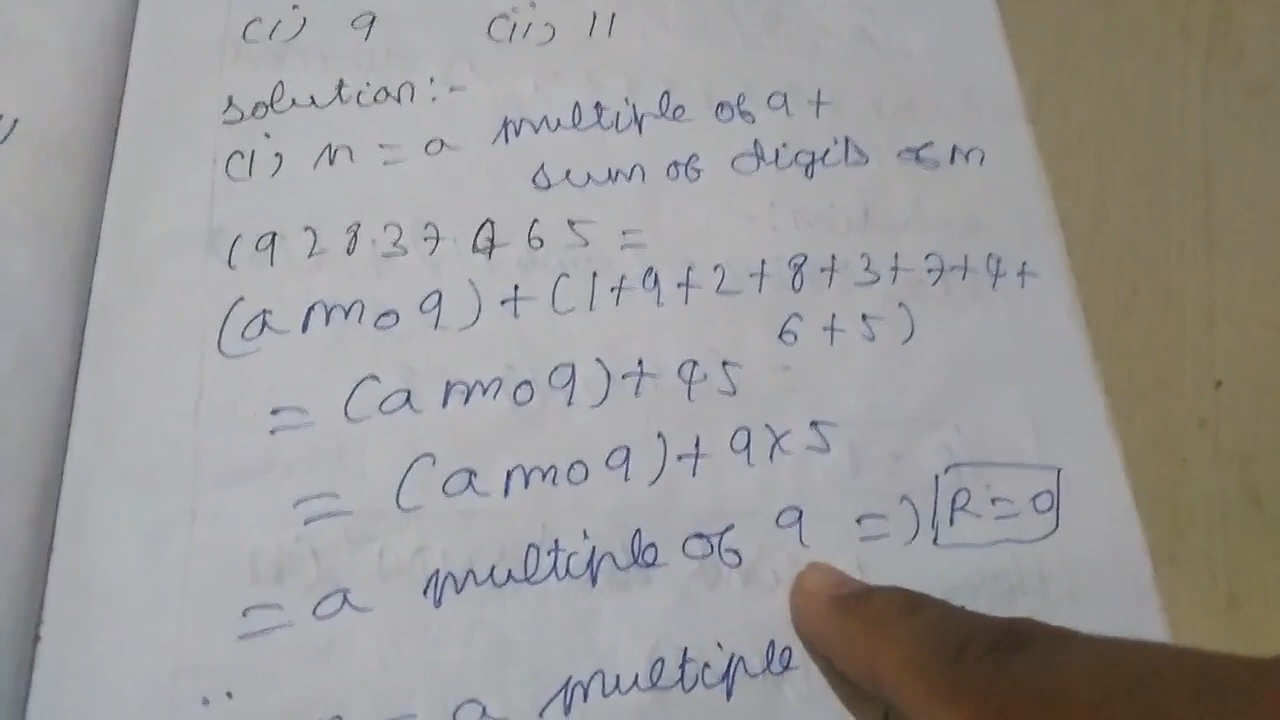 (i) 9 (ii) 11
solution:-
(i) n = a multiple of 9 +
sum of digits of n
192837465 =
(a mo 9) + (1+9+2+8+3+7+4+
6+5)
= (a mo 9) + 45
= (a mo 9) + 9×5
= a multiple of 9 => R=0
∴ = a multiple